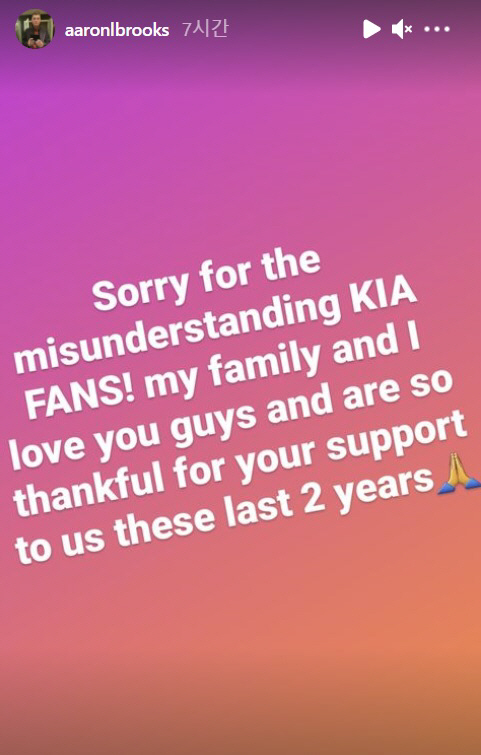 aaronlbrooks 7시간
Sorry for the
misunderstanding KIA
FANS! my family and I
love you guys and are so
thankful for your support
to us these last 2 years🙏